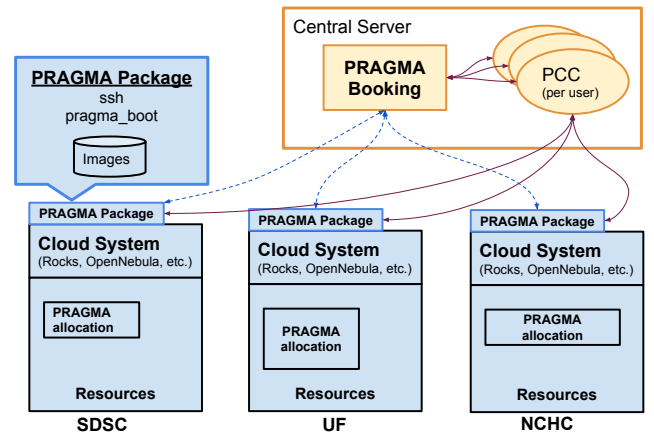 Central Server
PRAGMA
Booking
PCC
(per user)
PRAGMA Package
ssh
pragma_boot
Images
PRAGMA Package
Cloud System
(Rocks, OpenNebula, etc.)
PRAGMA
allocation
Resources
SDSC
PRAGMA Package
Cloud System
(Rocks, OpenNebula, etc.)
PRAGMA
allocation
Resources
UF
PRAGMA Package
Cloud System
(Rocks, OpenNebula, etc.)
PRAGMA
allocation
Resources
NCHC